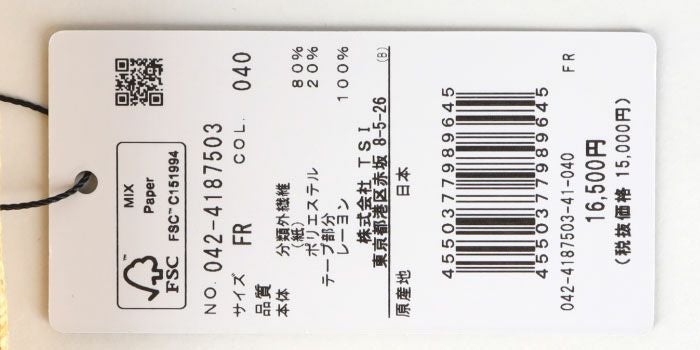 MIX
Paper
FSC
FSC™ C151994
NO. 042-4187503
サイズ FR COL. 040
品質
本体 分類外繊維 80%
(紙)
ポリエステル 20%
テープ部分
レーヨン 100%
株式会社 TSI
東京都港区赤坂 8-5-26 (B)
原産地 日本
4550377989645
4550377989645
042-4187503-41-040 FR
16,500円
(税抜価格 15,000円)